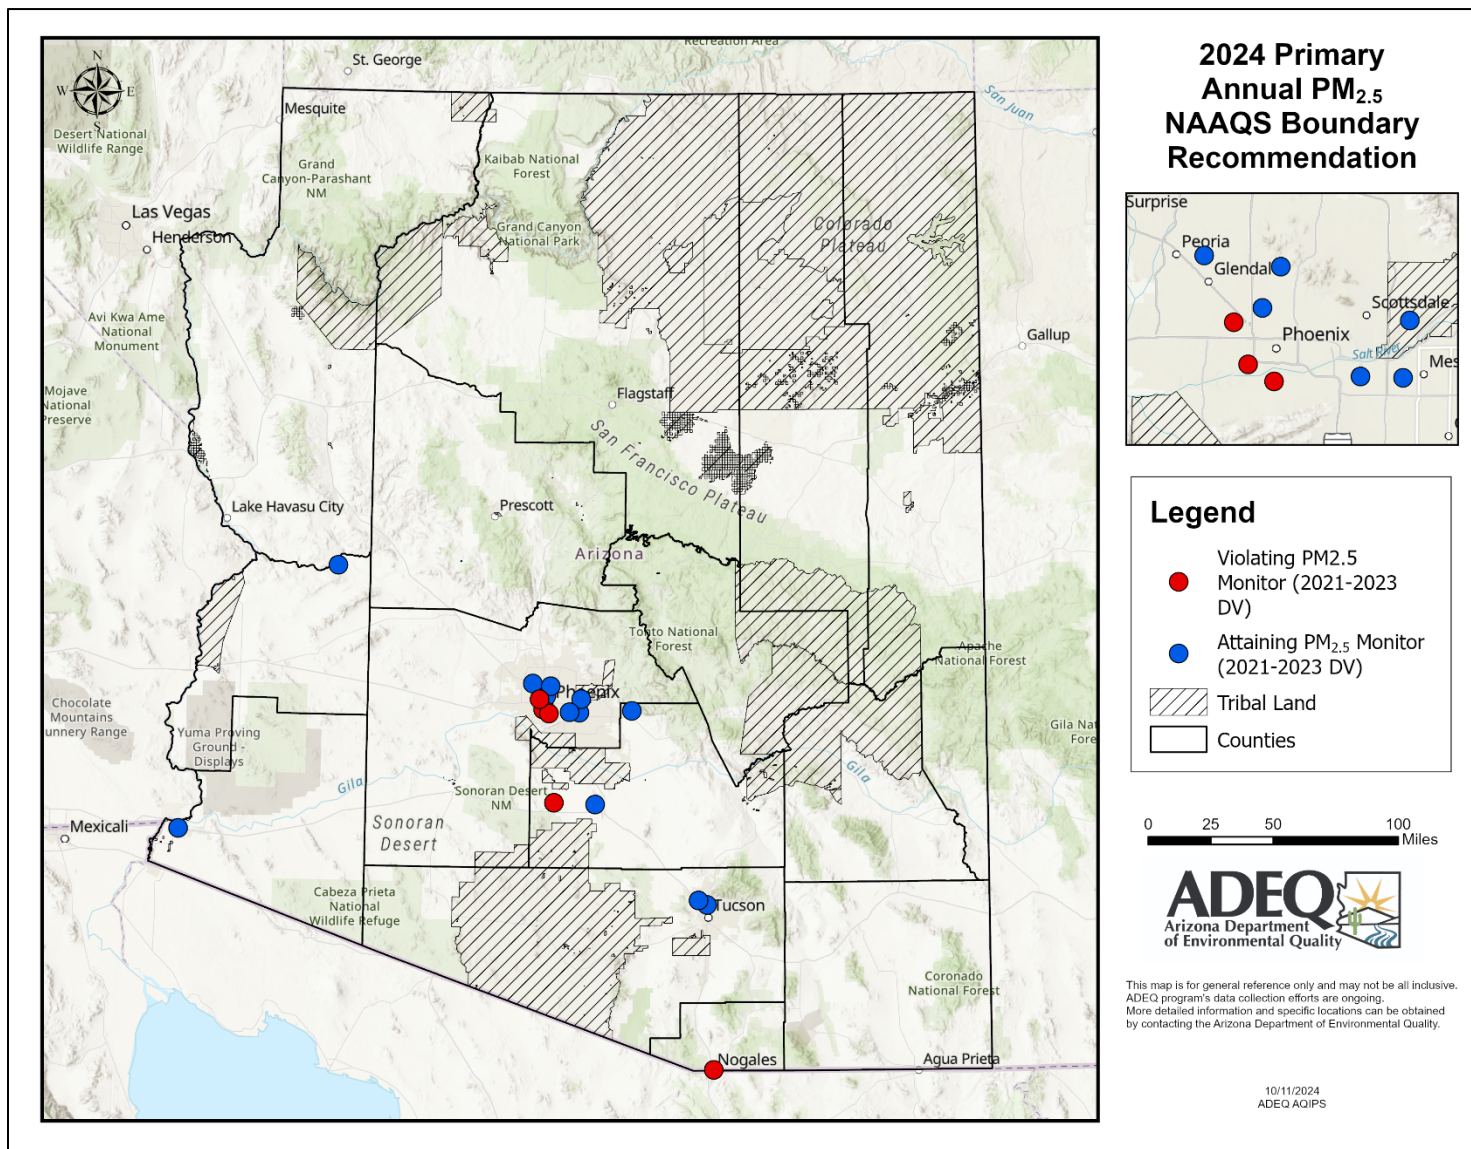 2024 Primary
Annual PM2.5
NAAQS Boundary
Recommendation
Recreation Area
N
W
E
S
St. George
San Juan
Mesquite
Desert National
Wildlife Range
Grand
Canyon-Parashant
NM
Kaibab National
Forest
Las Vegas
Henderson
Grand Canyon
National Park
Colorado
Plateau
Avi Kwa Ame
National
Monument
Gallup
Mojave
National
Preserve
Flagstaff
San Francisco Plateau
Lake Havasu City
Prescott
Arizona
Tonto National
Forest
Apache
National Forest
Phoenix
Chocolate
Mountains
unnery Range
Yuma Proving
Ground -
Displays
Gila Nat
Fore
Gila
Gila
Sonoran Desert
NM
Mexicali
Sonoran
Desert
Cabeza Prieta
National
Wildlife Refuge
Tucson
Coronado
National Forest
Nogales
Agua Prieta
Surprise
Peoria
Glendal
Scottsdale
Phoenix
Salt River
Mes
Legend
Violating PM2.5
Monitor (2021-2023
DV)
Attaining PM2.5 Monitor
(2021-2023 DV)
Tribal Land
Counties
0 25 50 100
Miles
ADEQ
Arizona Department
of Environmental Quality
This map is for general reference only and may not be all inclusive.
ADEQ program's data collection efforts are ongoing.
More detailed information and specific locations can be obtained
by contacting the Arizona Department of Environmental Quality.
10/11/2024
ADEQ AQIPS